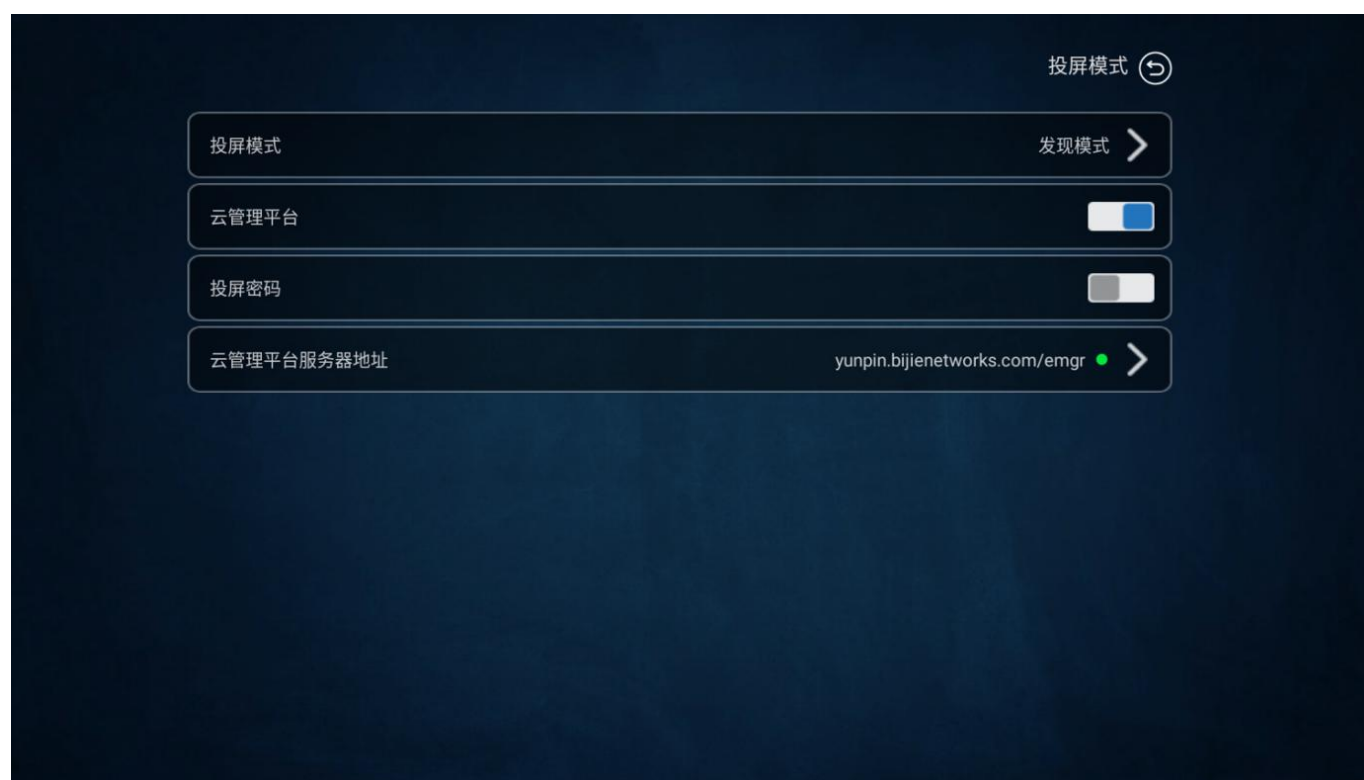 投屏模式
投屏模式 发现模式
云管理平台
投屏密码
云管理平台服务器地址 yunpin.bijienetworks.com/emgr